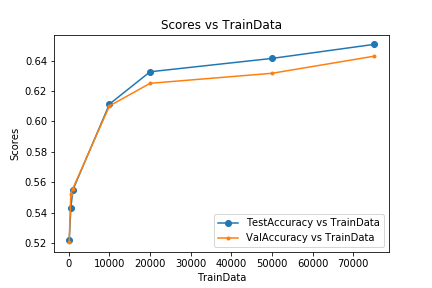 Scores vs TrainData
0.64
0.62
0.60
0.58
0.56
0.54
0.52
Scores
TestAccuracy vs TrainData
ValAccuracy vs TrainData
0 10000 20000 30000 40000 50000 60000 70000
TrainData